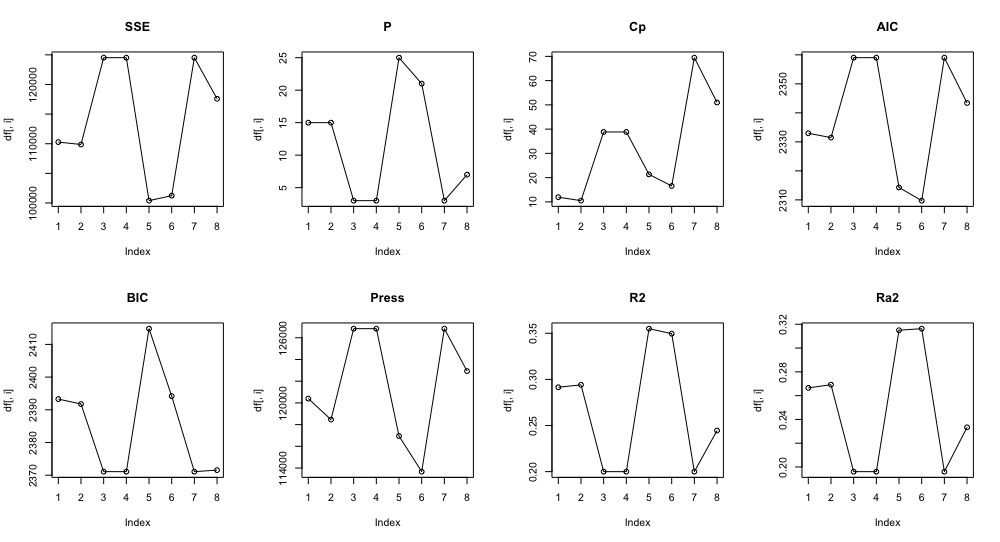 SSE
df[, i]
100000
110000
120000
1 2 3 4 5 6 7 8
Index
P
df[, i]
5
10
15
20
25
1 2 3 4 5 6 7 8
Index
Cp
df[, i]
10
20
30
40
50
60
70
1 2 3 4 5 6 7 8
Index
AIC
df[, i]
2310
2330
2350
1 2 3 4 5 6 7 8
Index
BIC
df[, i]
2370
2380
2390
2400
2410
1 2 3 4 5 6 7 8
Index
Press
df[, i]
114000
120000
126000
1 2 3 4 5 6 7 8
Index
R2
df[, i]
0.20
0.25
0.30
0.35
1 2 3 4 5 6 7 8
Index
Ra2
df[, i]
0.20
0.24
0.28
0.32
1 2 3 4 5 6 7 8
Index